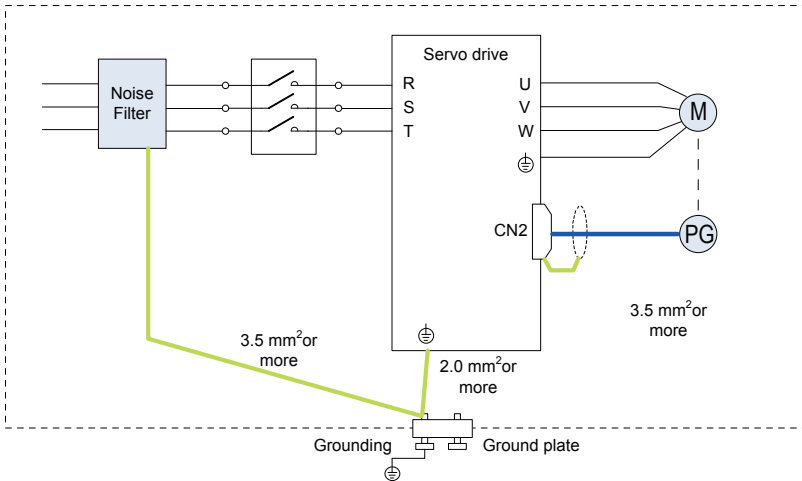 Servo drive
Noise
Filter
R
S
T
U
V
W
M
CN2
PG
3.5 mm²or
more
3.5 mm²or
more
2.0 mm²or
more
Grounding
Ground plate